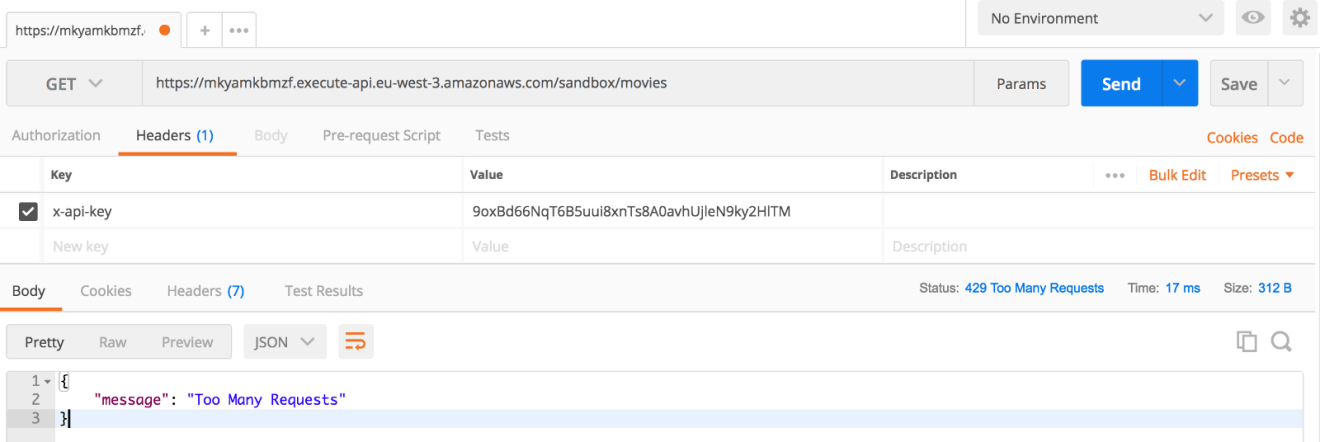 https://mkyamkbmzf. + ••• No Environment
GET https://mkyamkbmzf.execute-api.eu-west-3.amazonaws.com/sandbox/movies Params Send Save
Authorization Headers (1) Body Pre-request Script Tests Cookies Code
Key Value Description ••• Bulk Edit Presets
x-api-key 9oxBd66NqT6B5uui8xnTs8A0avhUjleN9ky2HlTM
New key Value Description
Body Cookies Headers (7) Test Results Status: 429 Too Many Requests Time: 17 ms Size: 312 B
Pretty Raw Preview JSON
1 {
2 "message": "Too Many Requests"
3 }